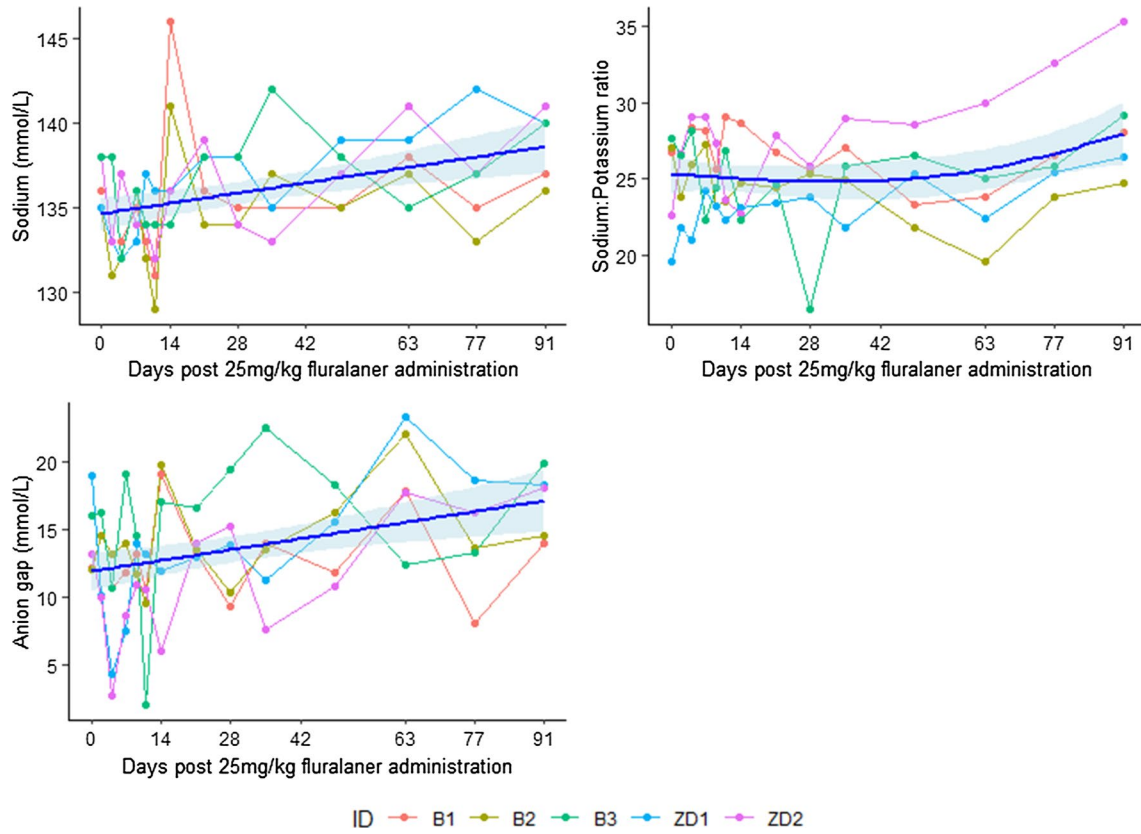 Sodium (mmol/L)
145
140
135
130
0 14 28 42 63 77 91
Days post 25mg/kg fluralaner administration
Sodium:Potassium ratio
35
30
25
20
0 14 28 42 63 77 91
Days post 25mg/kg fluralaner administration
Anion gap (mmol/L)
20
15
10
5
0 14 28 42 63 77 91
Days post 25mg/kg fluralaner administration
ID B1 B2 B3 ZD1 ZD2